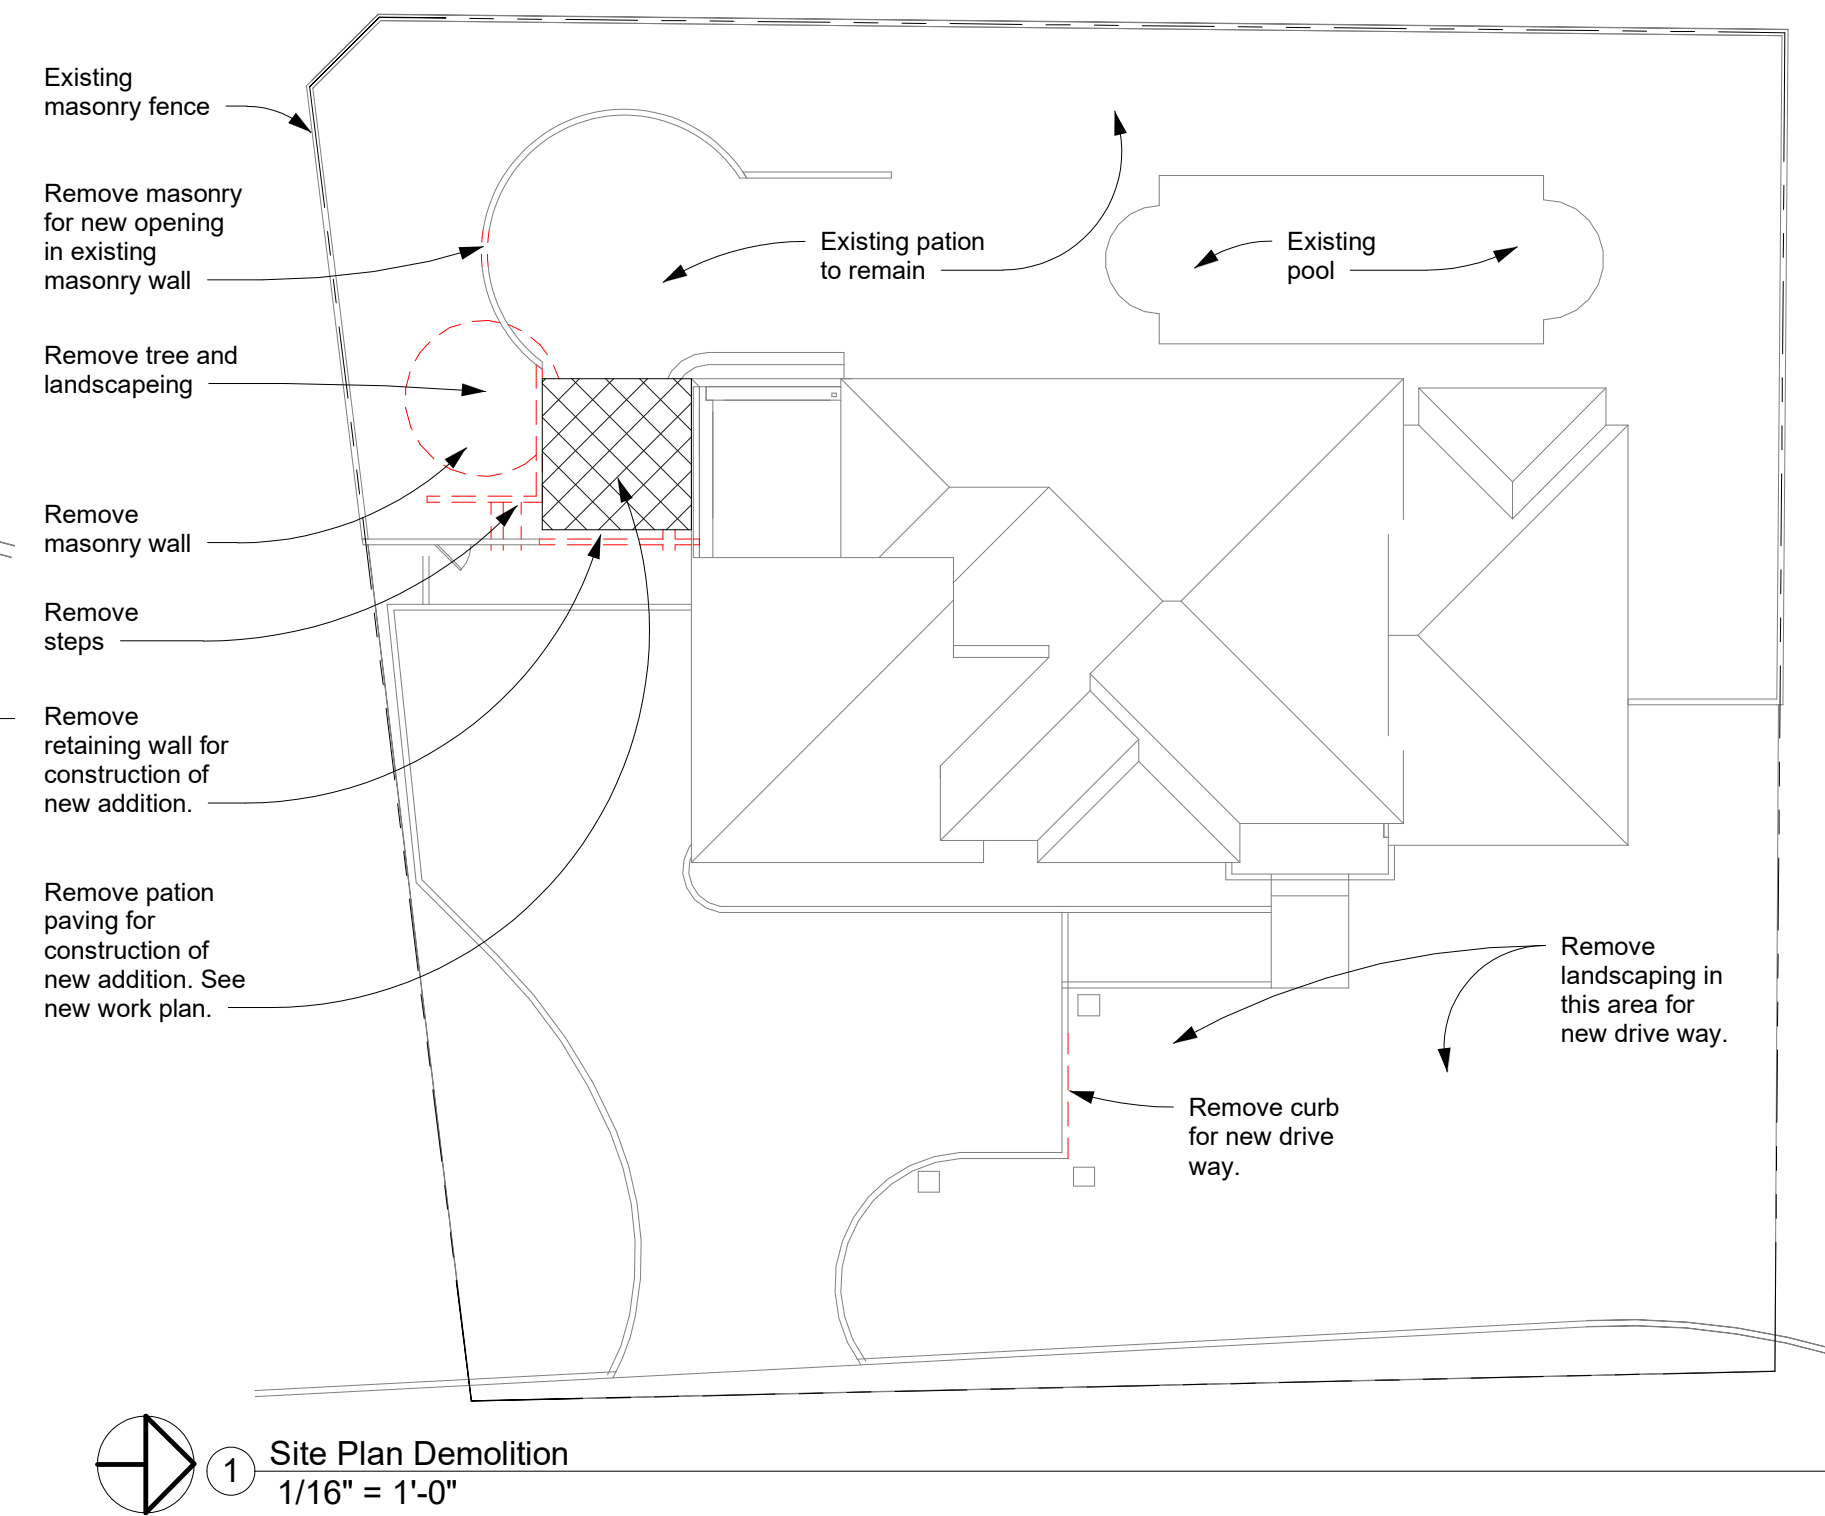 Existing
masonry fence
Remove masonry
for new opening
in existing
masonry wall
Remove tree and
landscapeing
Remove
masonry wall
Remove
steps
Remove
retaining wall for
construction of
new addition.
Remove pation
paving for
construction of
new addition. See
new work plan.
Existing pation
to remain
Existing
pool
Remove
landscaping in
this area for
new drive way.
Remove curb
for new drive
way.
1
Site Plan Demolition
1/16" = 1'-0"